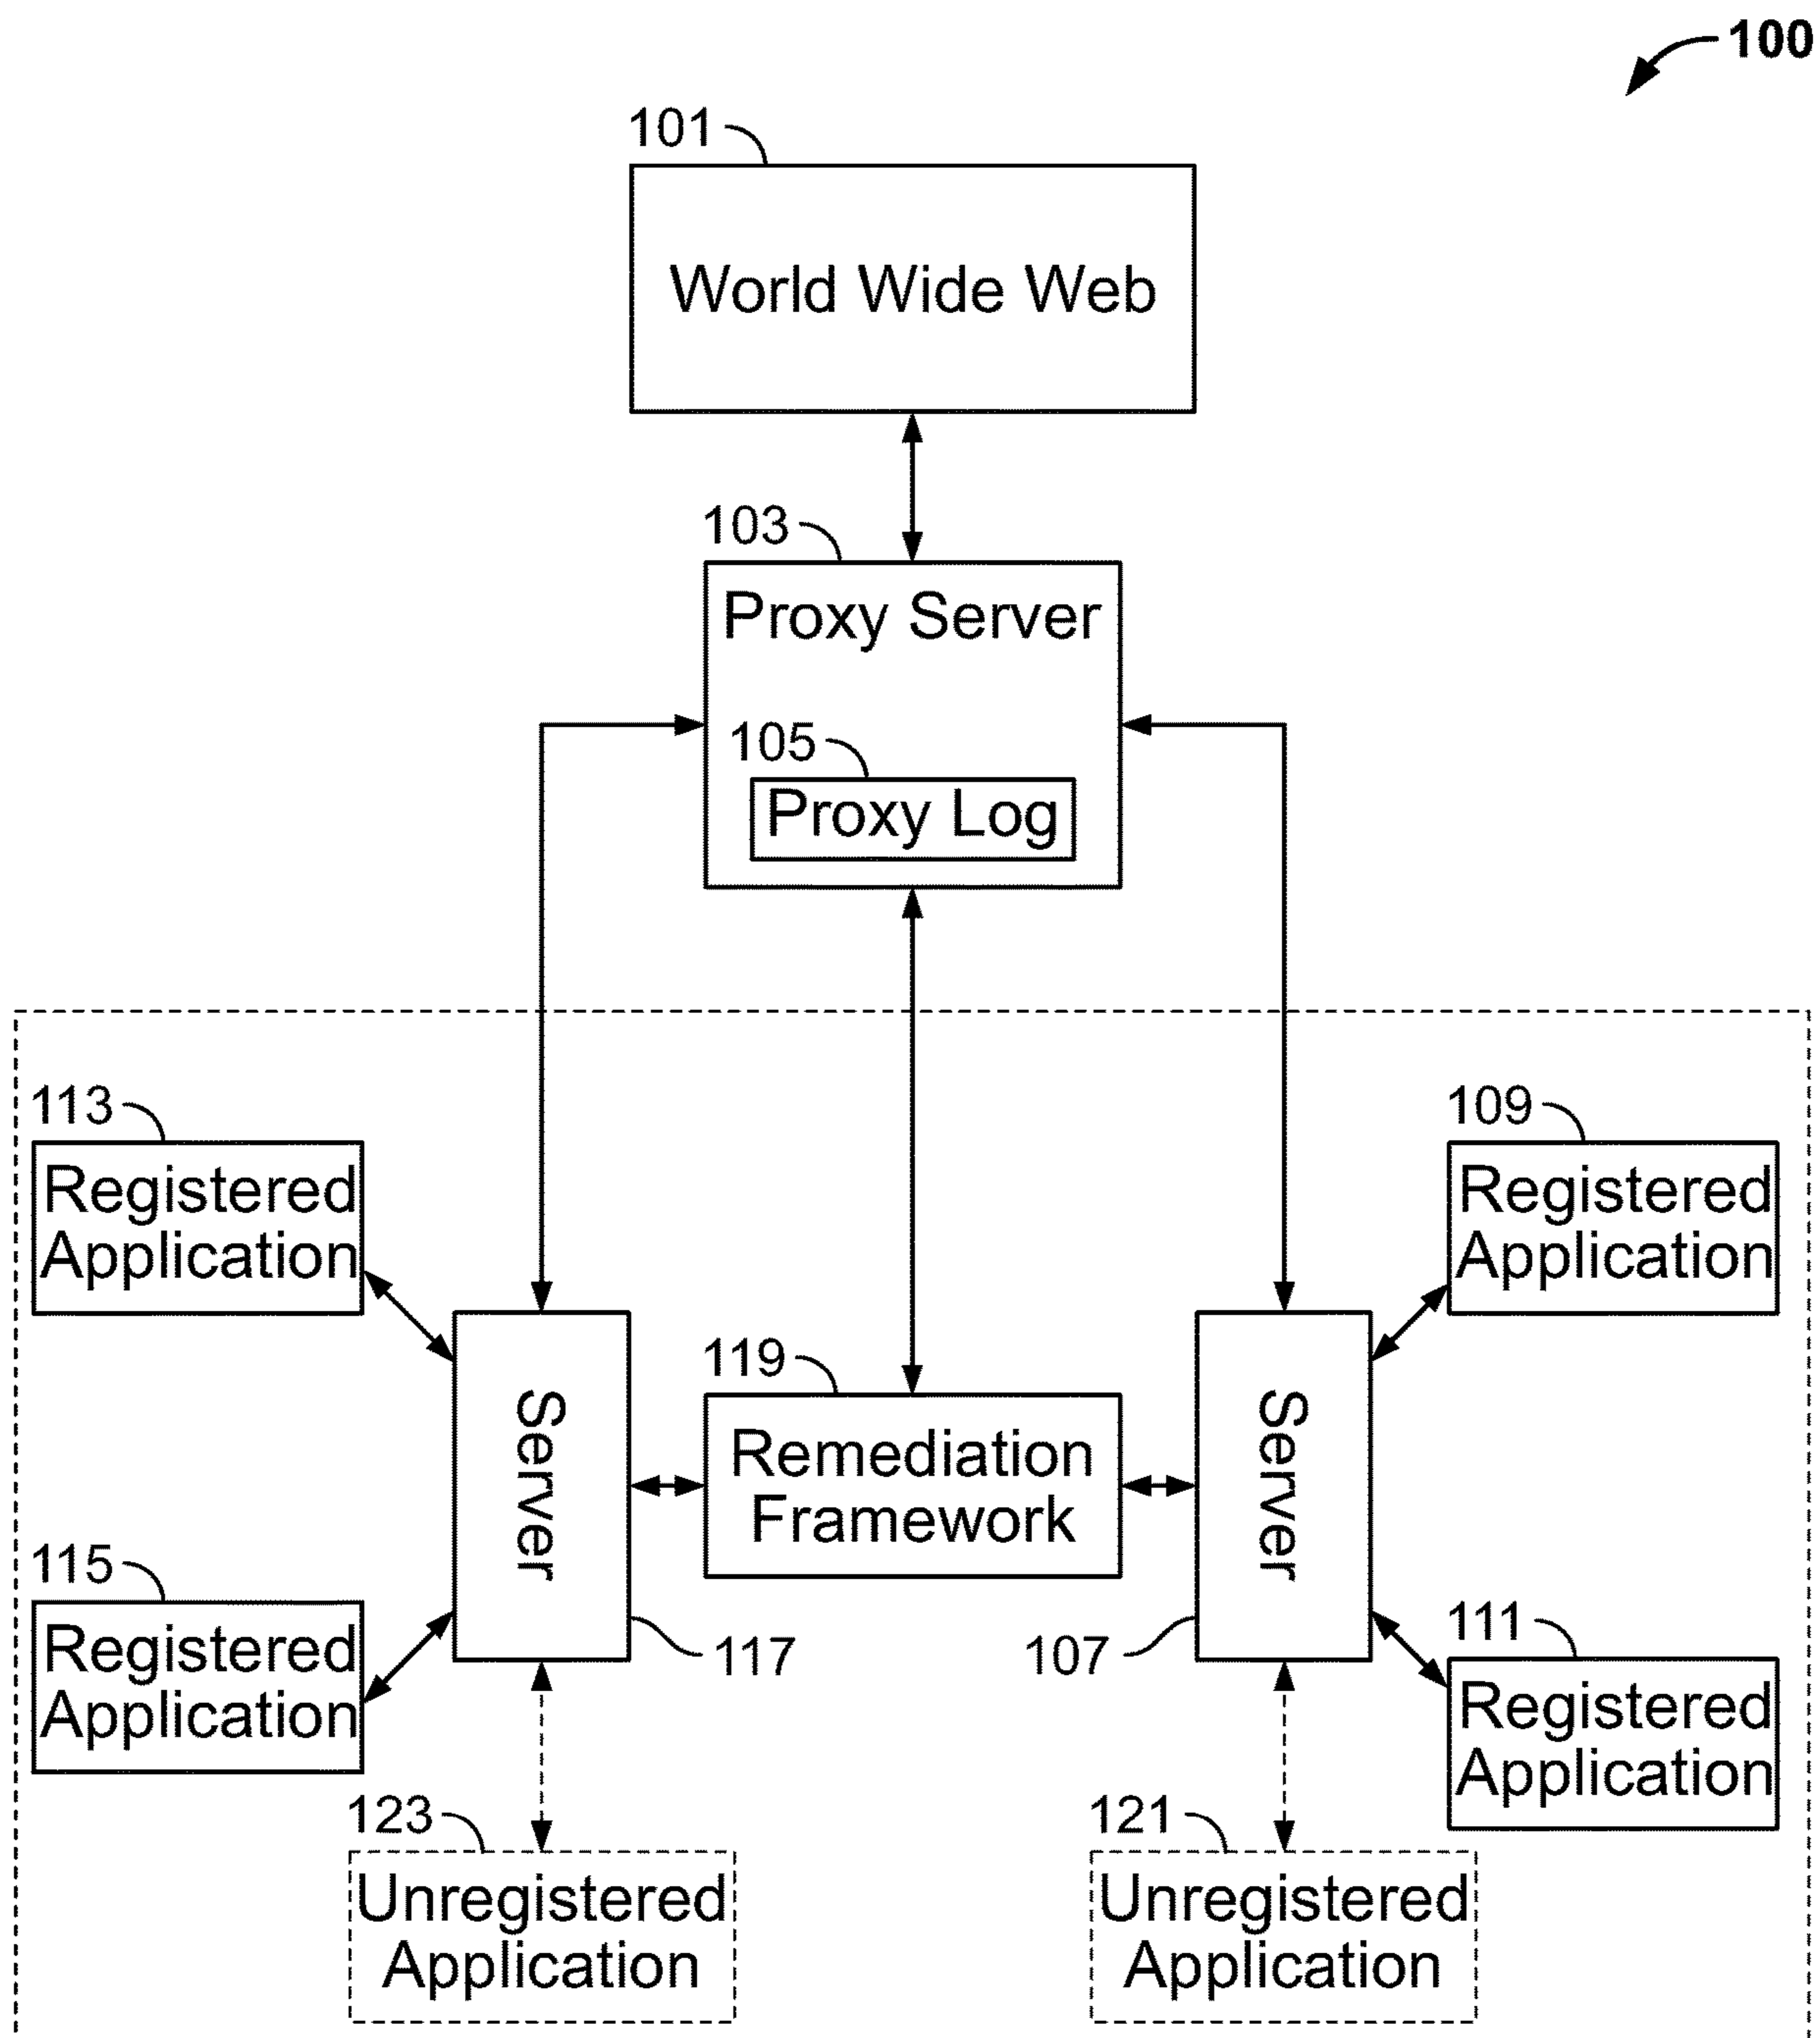 100
101
World Wide Web
103
Proxy Server
105
Proxy Log
113
Registered
Application
109
Registered
Application
119
Remediation
Framework
Server
Server
115
Registered
Application
117
107
111
Registered
Application
123
Unregistered
Application
121
Unregistered
Application